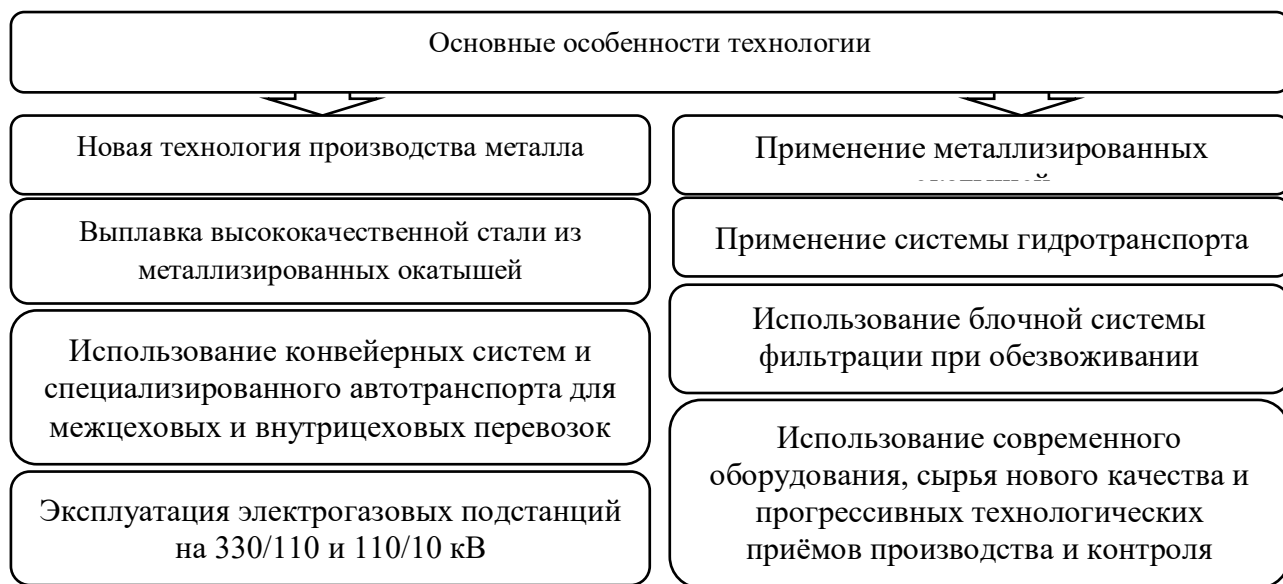 Основные особенности технологии
Новая технология производства металла
Выплавка высококачественной стали из
металлизированных окатышей
Использование конвейерных систем и
специализированного автотранспорта для
межцеховых и внутрицеховых перевозок
Эксплуатация электрогазовых подстанций
на 330/110 и 110/10 кВ
Применение металлизированных
Применение системы гидротранспорта
Использование блочной системы
фильтрации при обезвоживании
Использование современного
оборудования, сырья нового качества и
прогрессивных технологических
приёмов производства и контроля